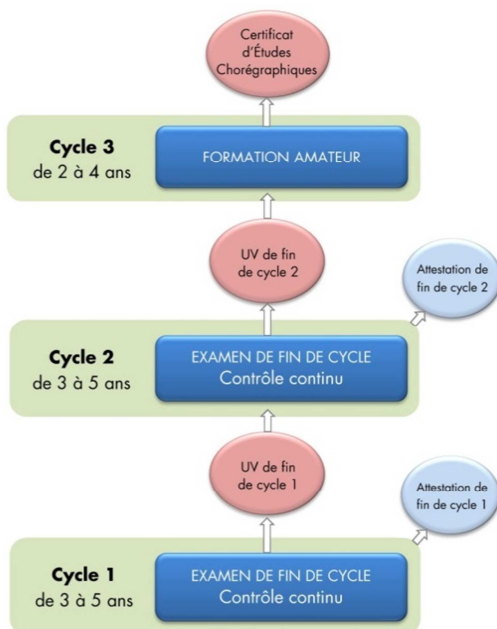 Certificat
d'Études
Chorégraphiques
Cycle 3
de 2 à 4 ans
FORMATION AMATEUR
UV de fin
de cycle 2
Attestation de
fin de cycle 2
Cycle 2
de 3 à 5 ans
EXAMEN DE FIN DE CYCLE
Contrôle continu
UV de fin
de cycle 1
Attestation de
fin de cycle 1
Cycle 1
de 3 à 5 ans
EXAMEN DE FIN DE CYCLE
Contrôle continu